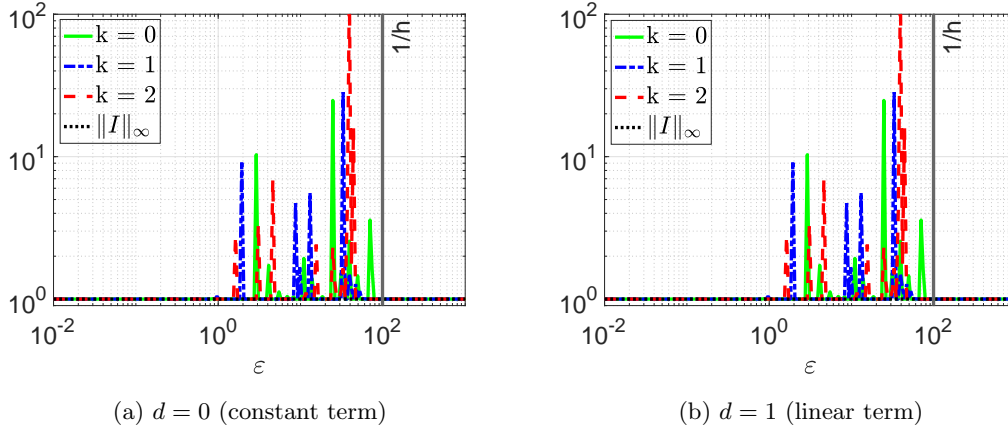 10^2
10^1
10^0
k = 0
k = 1
k = 2
‖I‖_∞
1/h
10^{-2}
10^0
10^2
ε
(a) d = 0 (constant term)
10^2
10^1
10^0
k = 0
k = 1
k = 2
‖I‖_∞
1/h
10^{-2}
10^0
10^2
ε
(b) d = 1 (linear term)